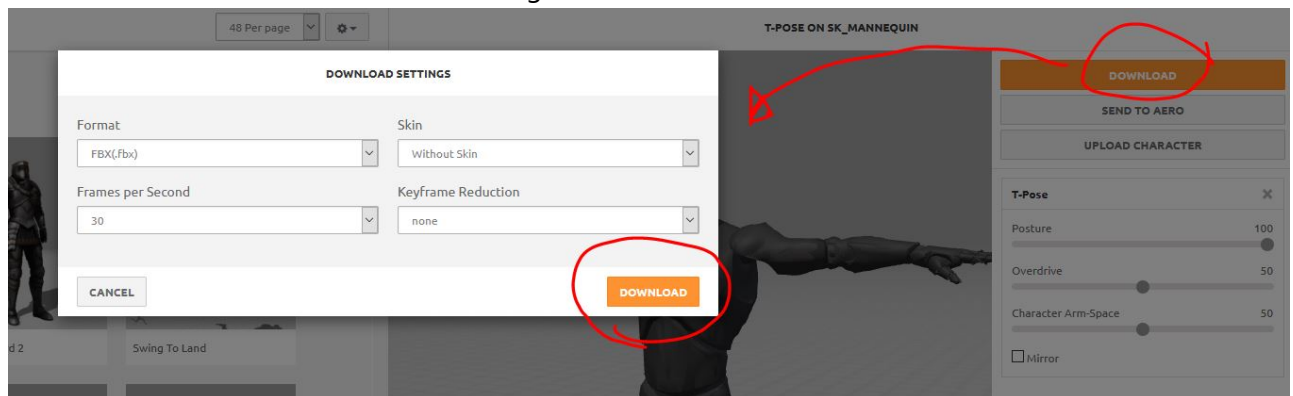 48 Per page
T-POSE ON SK_MANNEQUIN
DOWNLOAD SETTINGS
Format
Skin
FBX(.fbx)
Without Skin
Frames per Second
Keyframe Reduction
30
none
CANCEL
DOWNLOAD
d 2
Swing To Land
DOWNLOAD
SEND TO AERO
UPLOAD CHARACTER
T-Pose
Posture 100
Overdrive 50
Character Arm-Space 50
Mirror